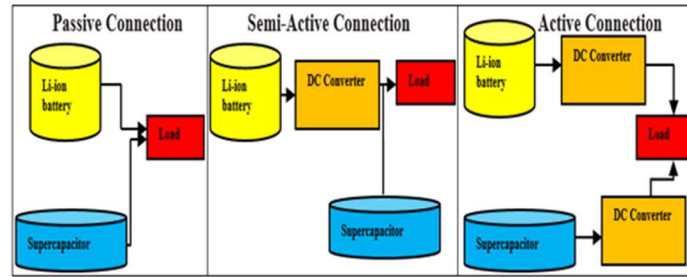 Passive Connection
Li-ion
battery
Load
Supercapacitor
Semi-Active Connection
Li-ion
battery
DC Converter
Load
Supercapacitor
Active Connection
Li-ion
battery
DC Converter
Load
DC Converter
Supercapacitor